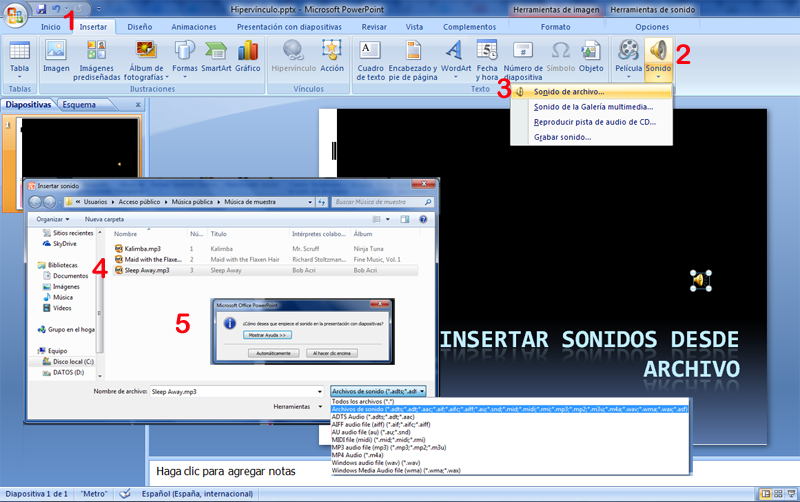 Hipervínculo.pptx - Microsoft PowerPoint
Herramientas de imagen
Herramientas de sonido
1
Inicio Insertar Diseño Animaciones Presentación con diapositivas Revisar Vista Complementos Formato Opciones
2
Tabla
Imagen
Imágenes
prediseñadas
Álbum de
fotografías
Formas
SmartArt
Gráfico
Hipervínculo
Acción
Cuadro
de texto
Encabezado y
pie de página
WordArt
Fecha
y hora
Número de
diapositiva
Símbolo
Objeto
Película
Sonido
Tablas Ilustraciones Vínculos Texto
3
Sonido de archivo...
Sonido de la Galería multimedia...
Reproducir pista de audio de CD...
Grabar sonido...
Diapositivas Esquema
1
Insertar sonido
Usuarios Acceso público Música pública Música de muestra
Buscar Música de muestra
Organizar Nueva carpeta
Sitios recientes
SkyDrive
Bibliotecas
Documentos
Imágenes
Música
Vídeos
Grupo en el hoga
Equipo
Disco local (C:)
DATOS (D:)
Nombre Nú... Título Intérpretes colabo... Álbum
Kalimba.mp3 1 Kalimba Mr. Scruff Ninja Tuna
Maid with the Flaxe... 2 Maid with the Flaxen Hair Richard Stoltzman... Fine Music, Vol. 1
4
Sleep Away.mp3 3 Sleep Away Bob Acri Bob Acri
5
Microsoft Office PowerPoint
¿Cómo desea que empiece el sonido en la presentación con diapositivas?
Mostrar Ayuda >>
Automáticamente Al hacer clic encima
Nombre de archivo: Sleep Away.mp3
Archivos de sonido (*.adts;*.adt
Herramientas
Todos los archivos (*.*)
Archivos de sonido (*.adts;*.adt;*.aac;*.aif;*.aifc;*.aiff;*.au;*.snd;*.mid;*.midi;*.rmi;*.mp3;*.mp2;*.m3u;*.m4a;*.wav;*.wma;*.wax;*.asf)
ADTS Audio (*.adts;*.adt;*.aac)
AIFF audio file (aiff) (*.aif;*.aifc;*.aiff)
AU audio file (au) (*.au;*.snd)
MIDI file (midi) (*.mid;*.midi;*.rmi)
MP3 audio file (mp3) (*.mp3;*.mp2;*.m3u)
MP4 Audio (*.m4a)
Windows audio file (wav) (*.wav)
Windows Media Audio file (wma) (*.wma;*.wax)
INSERTAR SONIDOS DESDE
ARCHIVO
Haga clic para agregar notas
Diapositiva 1 de 1 "Metro" Español (España, internacional)